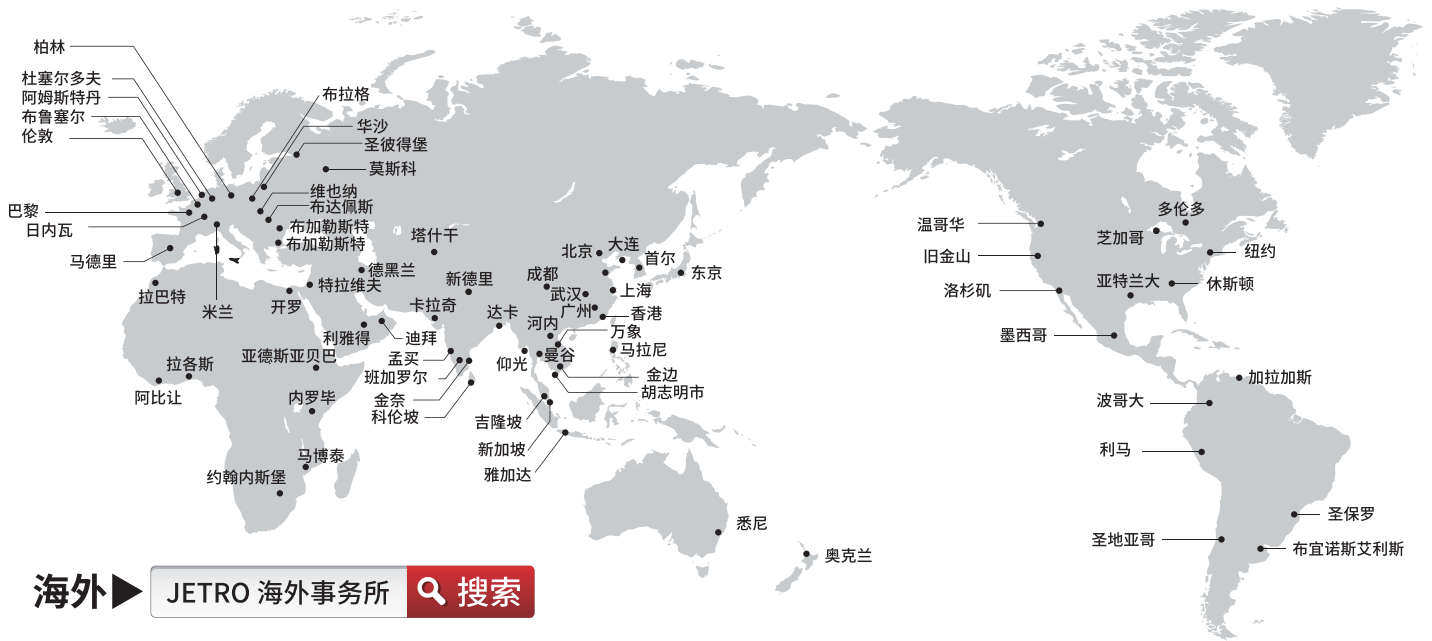 柏林
杜塞尔多夫
阿姆斯特丹
布鲁塞尔
伦敦
巴黎
日内瓦
马德里
布拉格
华沙
圣彼得堡
莫斯科
维也纳
布达佩斯
布加勒斯特
布加勒斯特
塔什干
德黑兰
特拉维夫
新德里
卡拉奇
达卡
拉巴特
米兰
开罗
利雅得
迪拜
孟买
班加罗尔
金奈
科伦坡
亚德斯亚贝巴
拉各斯
阿比让
内罗毕
马博泰
约翰内斯堡
北京
大连
首尔
东京
成都
武汉
上海
广州
香港
河内
万象
马拉尼
曼谷
仰光
金边
胡志明市
吉隆坡
新加坡
雅加达
悉尼
奥克兰
温哥华
旧金山
洛杉矶
墨西哥
多伦多
芝加哥
纽约
亚特兰大
休斯顿
加拉加斯
波哥大
利马
圣保罗
圣地亚哥
布宜诺斯艾利斯
海外▶ JETRO 海外事务所 搜索